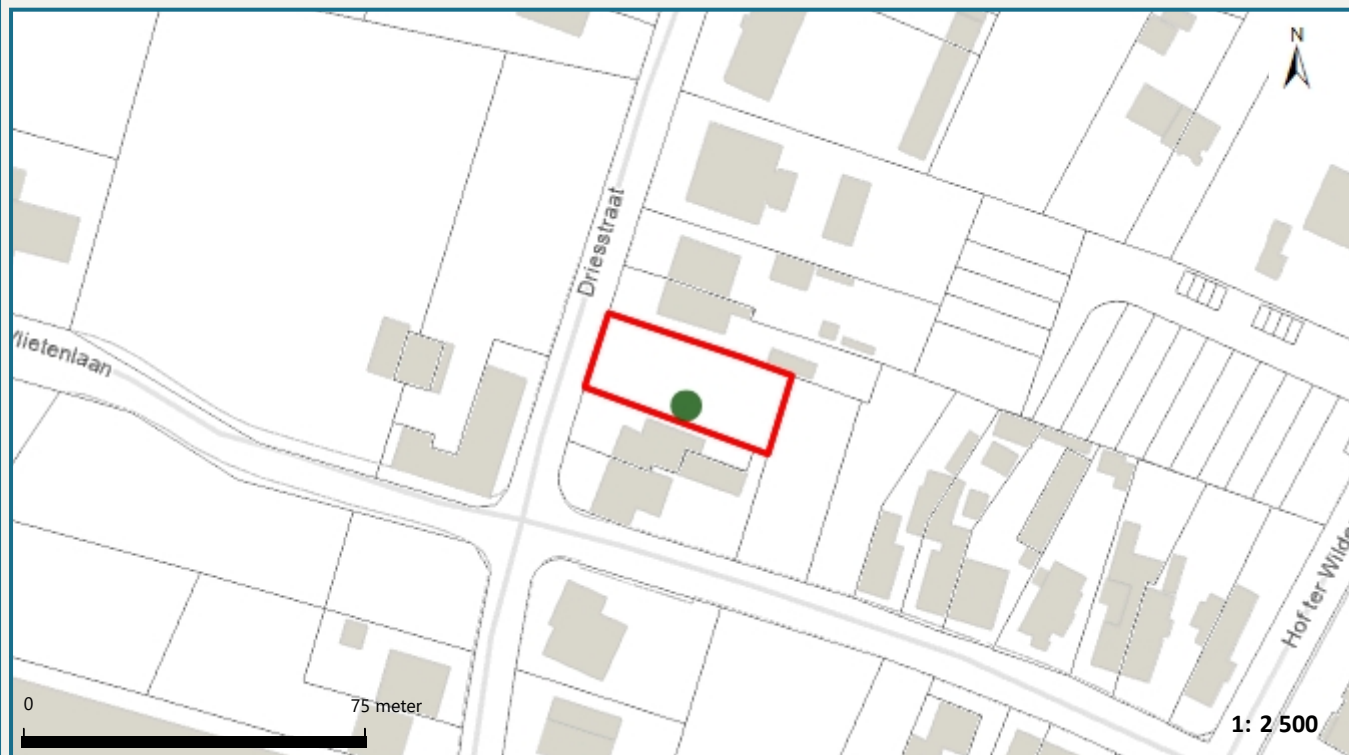 N
Driesstraat
Vlietenlaan
Hof ter Wilde
0
75 meter
1: 2 500